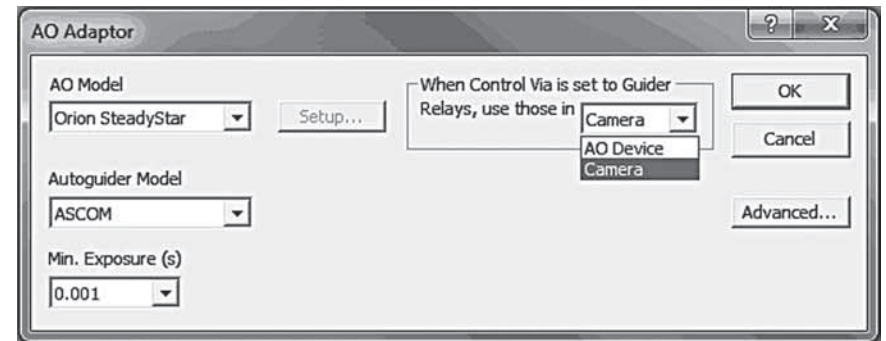 AO Adaptor
? X
AO Model
Orion SteadyStar
Setup...
When Control Via is set to Guider
Relays, use those in Camera
AO Device
Camera
OK
Cancel
Autoguider Model
ASCOM
Advanced...
Min. Exposure (s)
0.001